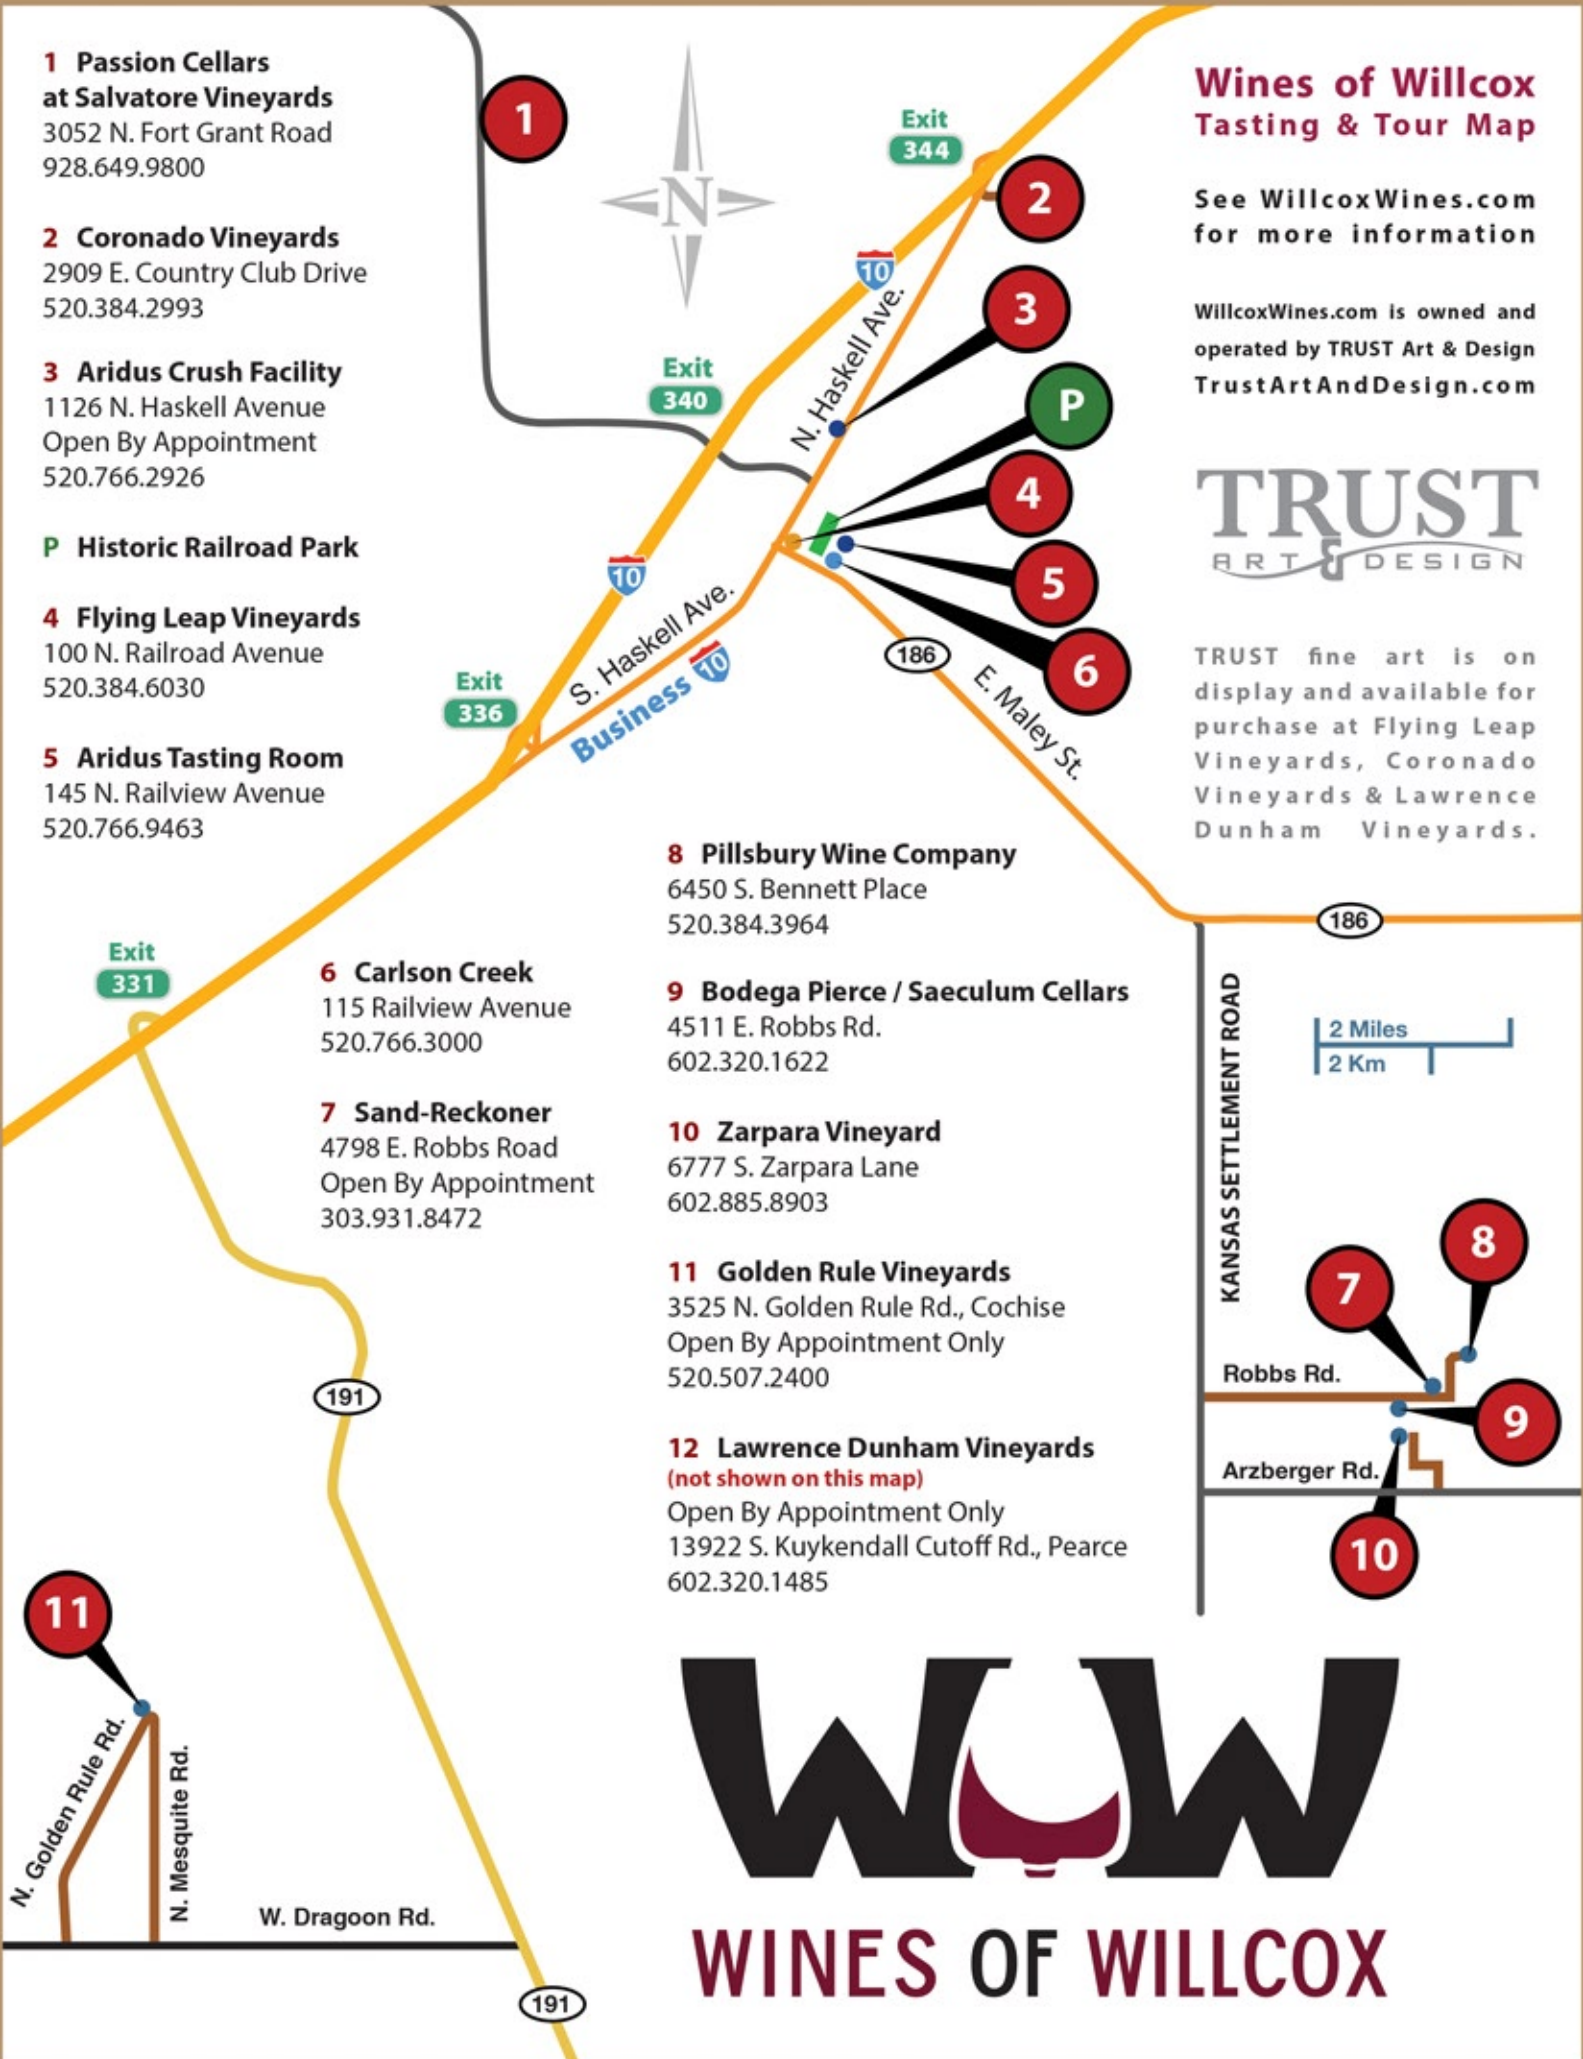 1 Passion Cellars
at Salvatore Vineyards
3052 N. Fort Grant Road
928.649.9800
2 Coronado Vineyards
2909 E. Country Club Drive
520.384.2993
3 Aridus Crush Facility
1126 N. Haskell Avenue
Open By Appointment
520.766.2926
P Historic Railroad Park
4 Flying Leap Vineyards
100 N. Railroad Avenue
520.384.6030
5 Aridus Tasting Room
145 N. Railview Avenue
520.766.9463
1
N
Exit
344
2
10
N. Haskell Ave.
3
Exit
340
P
4
5
6
10
S. Haskell Ave.
Business 10
Exit
336
186
E. Maley St.
Wines of Willcox
Tasting & Tour Map
See WillcoxWines.com
for more information
WillcoxWines.com is owned and
operated by TRUST Art & Design
TrustArtAndDesign.com
TRUST
ART & DESIGN
TRUST fine art is on
display and available for
purchase at Flying Leap
Vineyards, Coronado
Vineyards & Lawrence
Dunham Vineyards.
186
Exit
331
6 Carlson Creek
115 Railview Avenue
520.766.3000
7 Sand-Reckoner
4798 E. Robbs Road
Open By Appointment
303.931.8472
8 Pillsbury Wine Company
6450 S. Bennett Place
520.384.3964
9 Bodega Pierce / Saeculum Cellars
4511 E. Robbs Rd.
602.320.1622
10 Zarpara Vineyard
6777 S. Zarpara Lane
602.885.8903
11 Golden Rule Vineyards
3525 N. Golden Rule Rd., Cochise
Open By Appointment Only
520.507.2400
12 Lawrence Dunham Vineyards
(not shown on this map)
Open By Appointment Only
13922 S. Kuykendall Cutoff Rd., Pearce
602.320.1485
KANSAS SETTLEMENT ROAD
2 Miles
2 Km
7
8
Robbs Rd.
9
Arzberger Rd.
10
191
11
N. Golden Rule Rd.
N. Mesquite Rd.
W. Dragoon Rd.
191
WOW
WINES OF WILLCOX